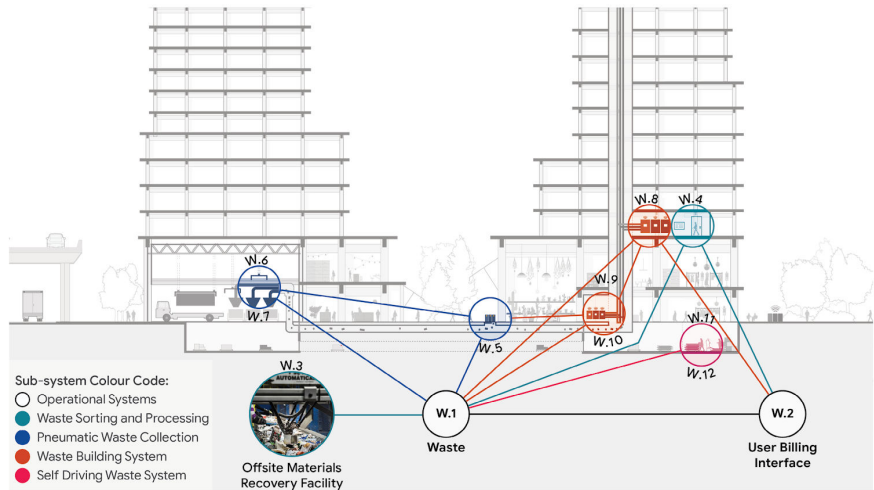 W.8
W.4
W.6
W.9
W.7
W.10
W.5
W.11
W.12
W.3
AUTOMATICA
Sub-system Colour Code:
Operational Systems
Waste Sorting and Processing
Pneumatic Waste Collection
Waste Building System
Self Driving Waste System
W.1
W.2
Waste
User Billing
Interface
Offsite Materials
Recovery Facility